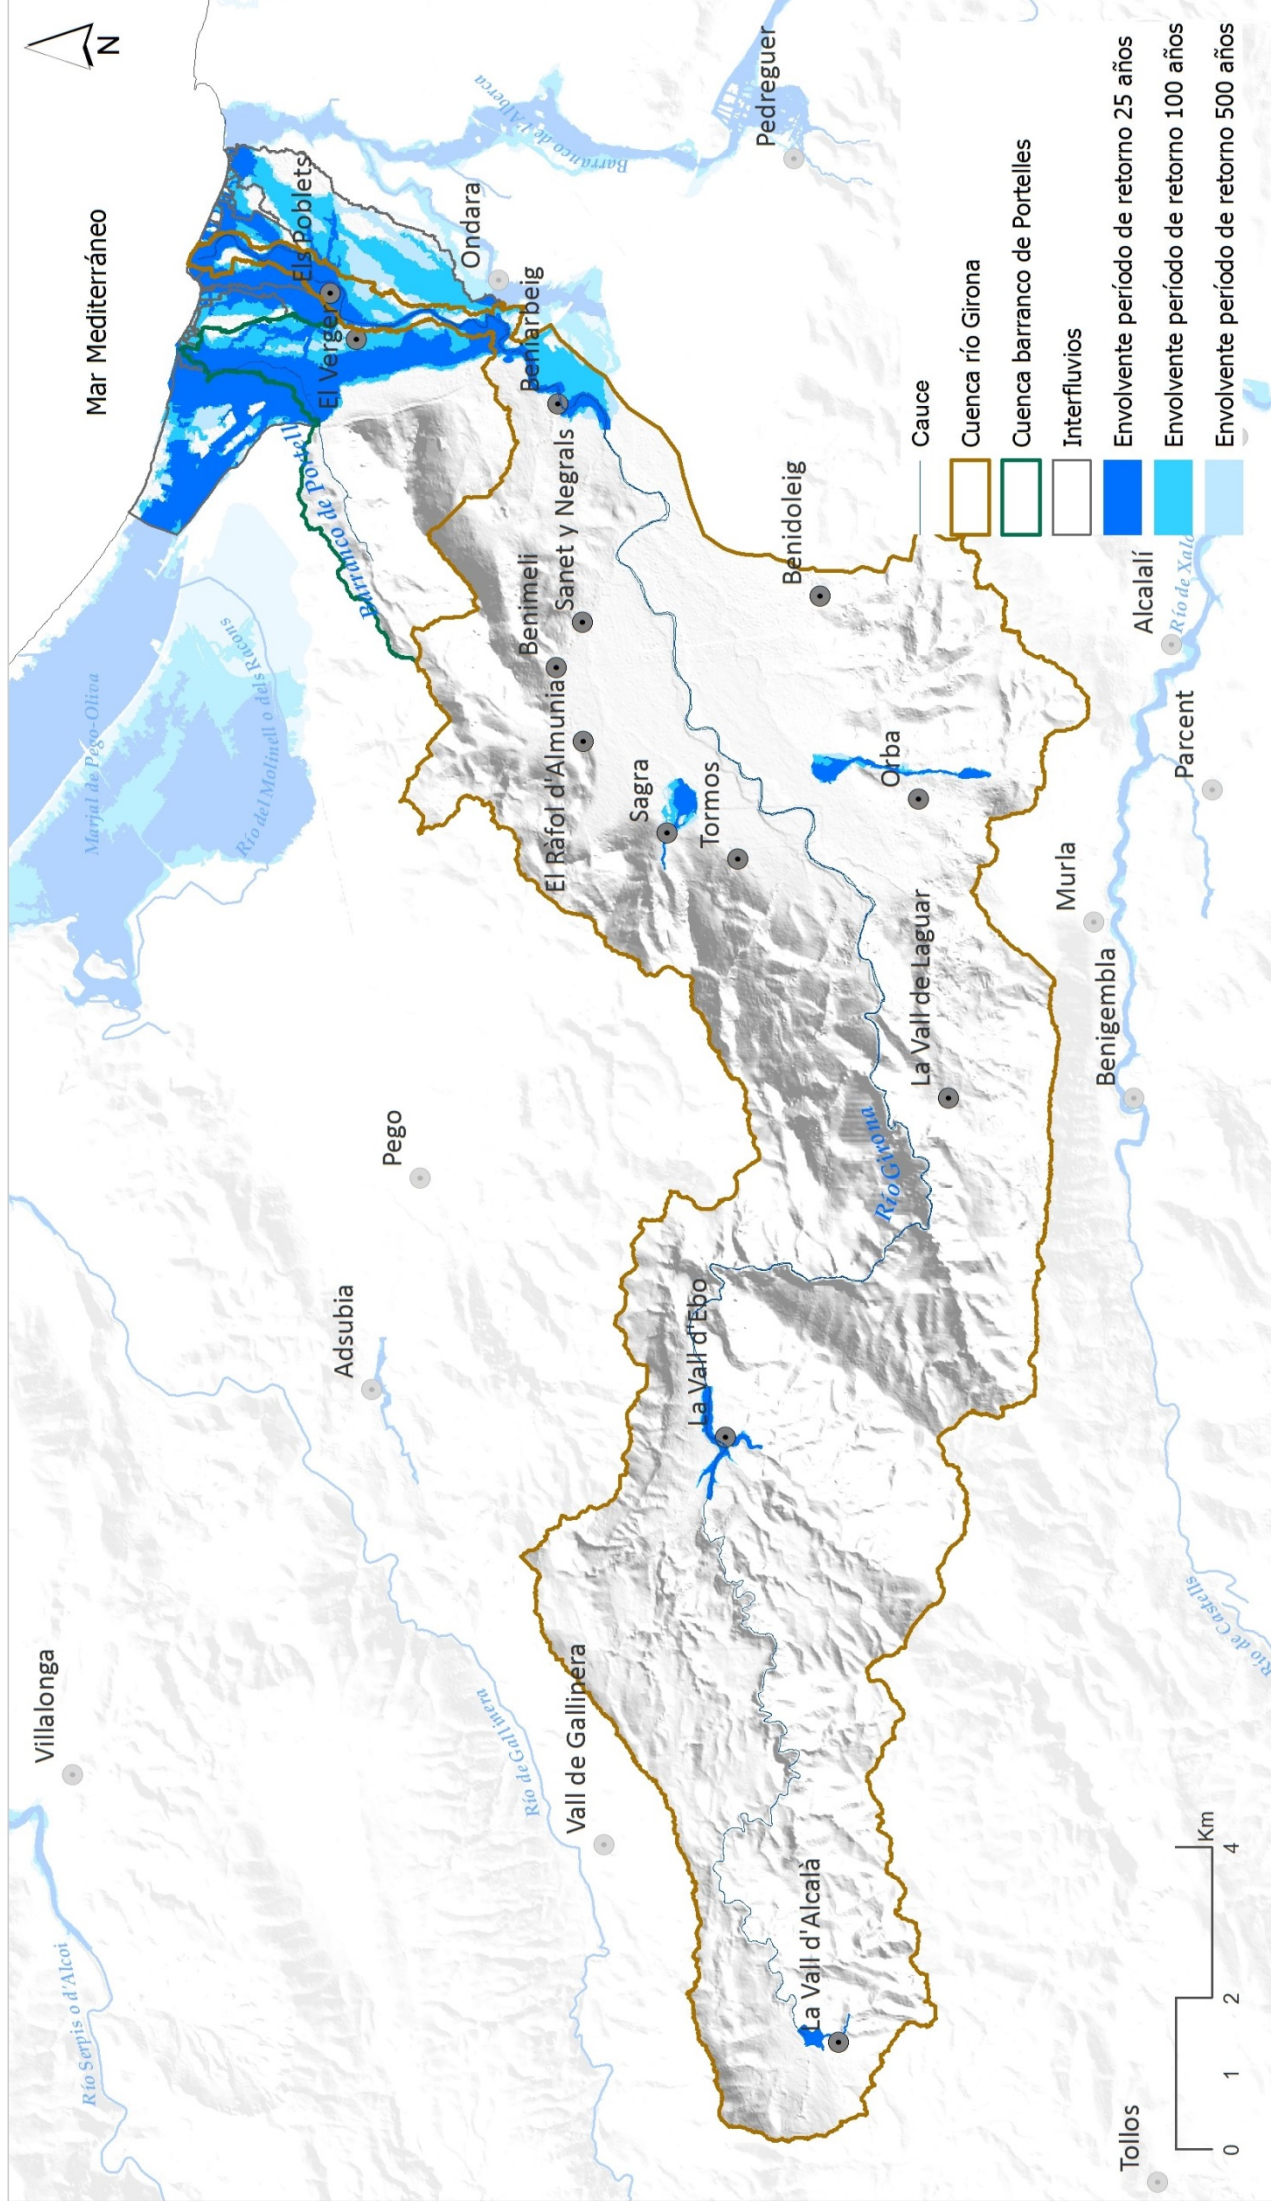 Mar Mediterráneo
N
Villalonga
Río Serpis o d'Alcoi
Marjal de Pego-Oliva
Río del Molinell o dels Racons
Adsubia
Pego
Barranco de Portelles
El Verger
Els Poblets
Ondara
Barranco de l'Alberca
Pedreguer
Río de Gallinera
Vall de Gallinera
Beniarbeig
Sanet y Negrals
Benimeli
El Ràfol d'Almunia
Sagra
Tormos
Benidoleig
Orba
La Vall d'Ebo
Río Girona
La Vall de Laguar
La Vall d'Alcalà
Murla
Benigembla
Parcent
Alcalalí
Río de Xaló
Río de Castells
Tollos
0 1 2 4
Km
Cauce
Cuenca río Girona
Cuenca barranco de Portelles
Interfluvios
Envolvente período de retorno 25 años
Envolvente período de retorno 100 años
Envolvente período de retorno 500 años